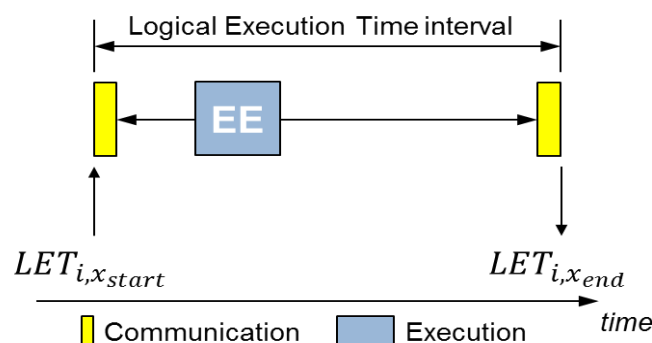 Logical Execution Time interval
EE
LET_{i,x_{start}} LET_{i,x_{end}}
time
Communication Execution